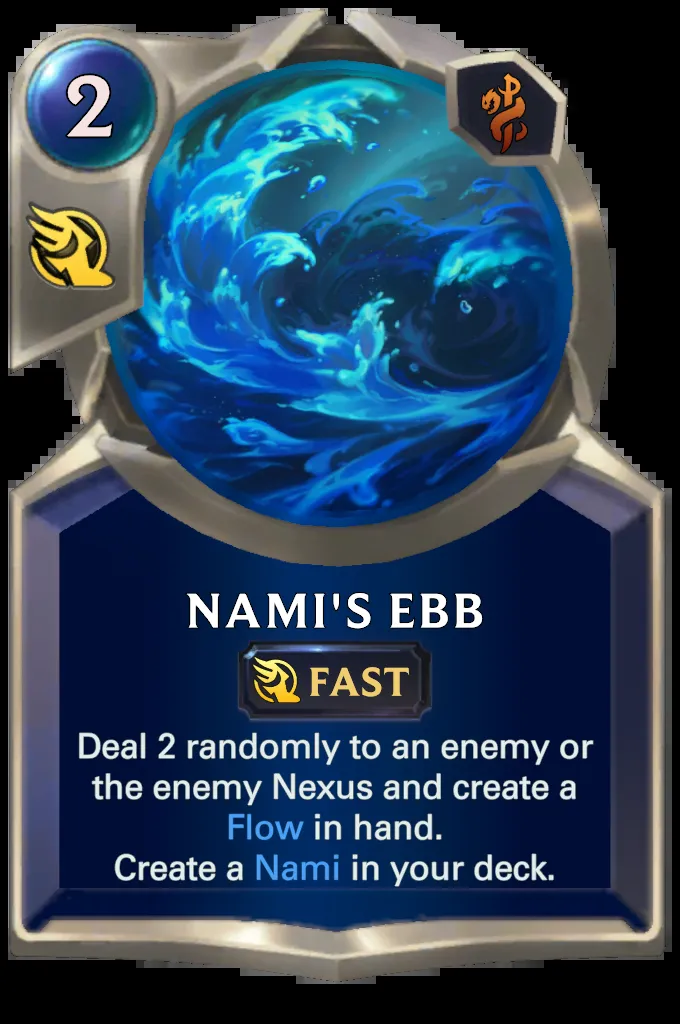 2
NAMI'S EBB
FAST
Deal 2 randomly to an enemy or
the enemy Nexus and create a
Flow in hand.
Create a Nami in your deck.